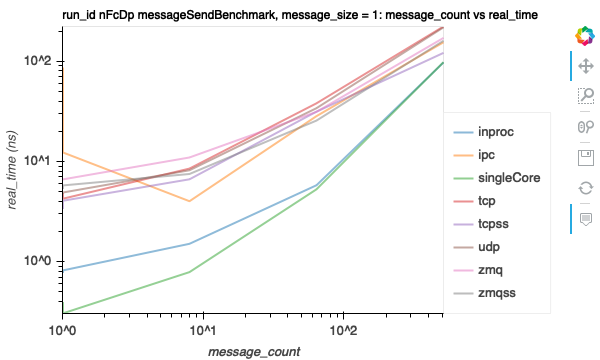 run_id nFcDp messageSendBenchmark, message_size = 1: message_count vs real_time
real_time (ns)
10^2
10^1
10^0
10^0
10^1
10^2
message_count
inproc
ipc
singleCore
tcp
tcpss
udp
zmq
zmqss